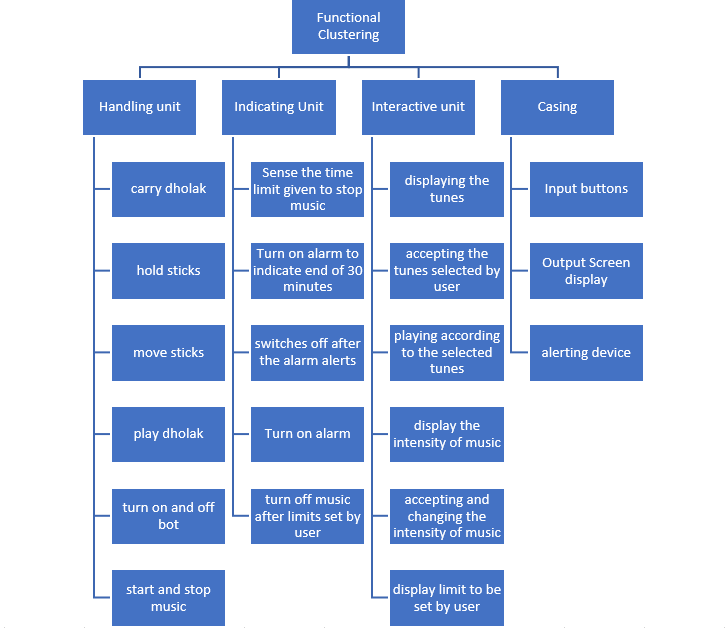 Functional
Clustering
Handling unit
Indicating Unit
Interactive unit
Casing
carry dholak
hold sticks
move sticks
play dholak
turn on and off
bot
start and stop
music
Sense the time
limit given to stop
music
Turn on alarm to
indicate end of 30
minutes
switches off after
the alarm alerts
Turn on alarm
turn off music
after limits set by
user
displaying the
tunes
accepting the
tunes selected by
user
playing according
to the selected
tunes
display the
intensity of music
accepting and
changing the
intensity of music
display limit to be
set by user
Input buttons
Output Screen
display
alerting device